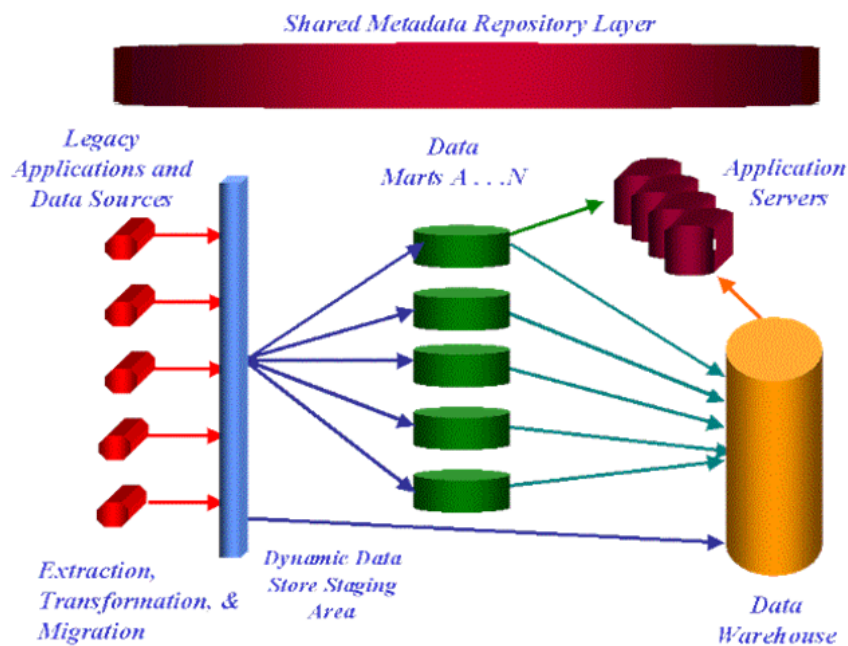 Shared Metadata Repository Layer
Legacy
Applications and
Data Sources
Data
Marts A . . .N
Application
Servers
Extraction,
Transformation, &
Migration
Dynamic Data
Store Staging
Area
Data
Warehouse